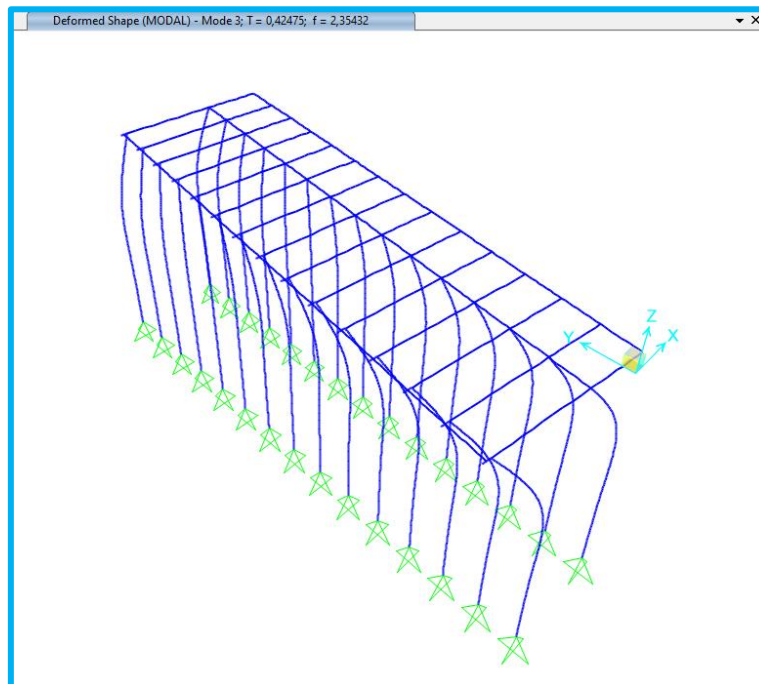 Deformed Shape (MODAL) - Mode 3; T = 0,42475; f = 2,35432
Z
Y
X